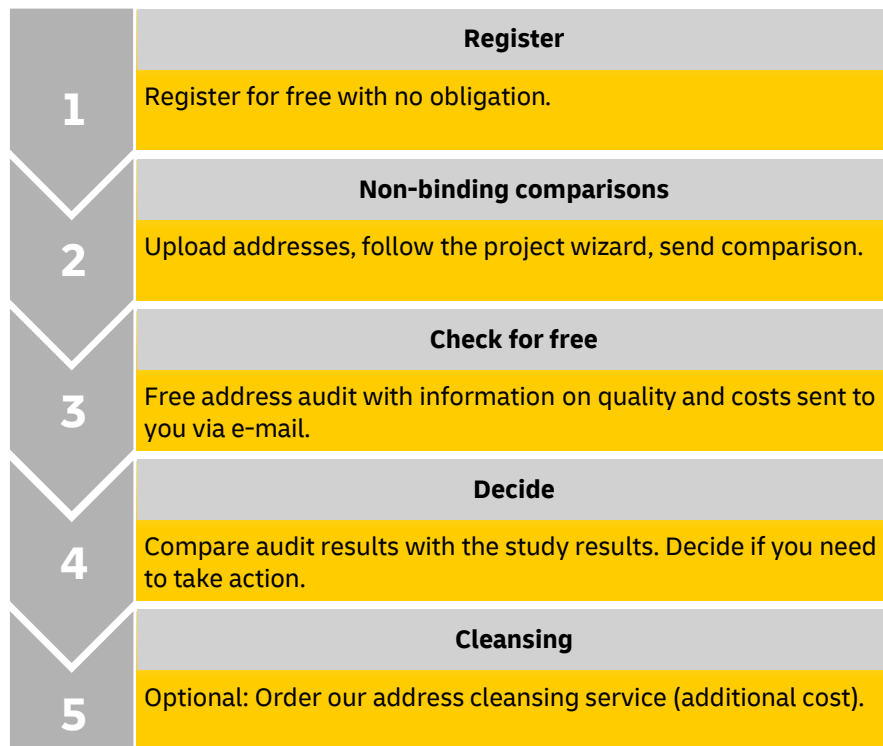 Register
1
Register for free with no obligation.
Non-binding comparisons
2
Upload addresses, follow the project wizard, send comparison.
Check for free
3
Free address audit with information on quality and costs sent to
you via e-mail.
Decide
4
Compare audit results with the study results. Decide if you need
to take action.
Cleansing
5
Optional: Order our address cleansing service (additional cost).